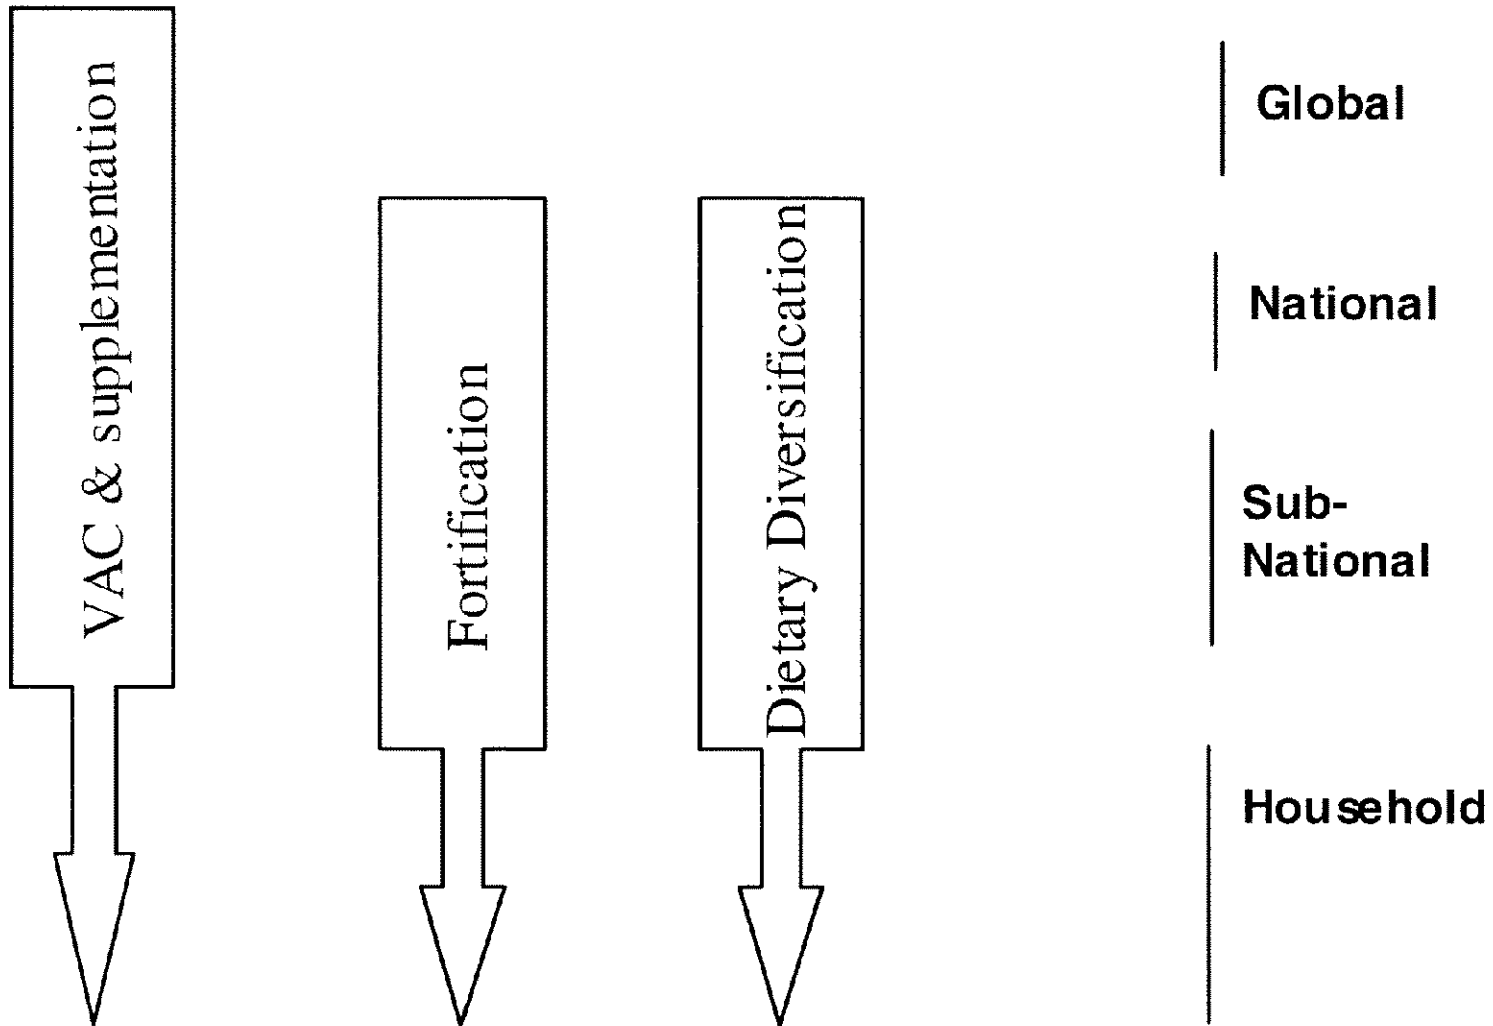 VAC & supplementation
Fortification
Dietary Diversification
Global
National
Sub-
National
Household